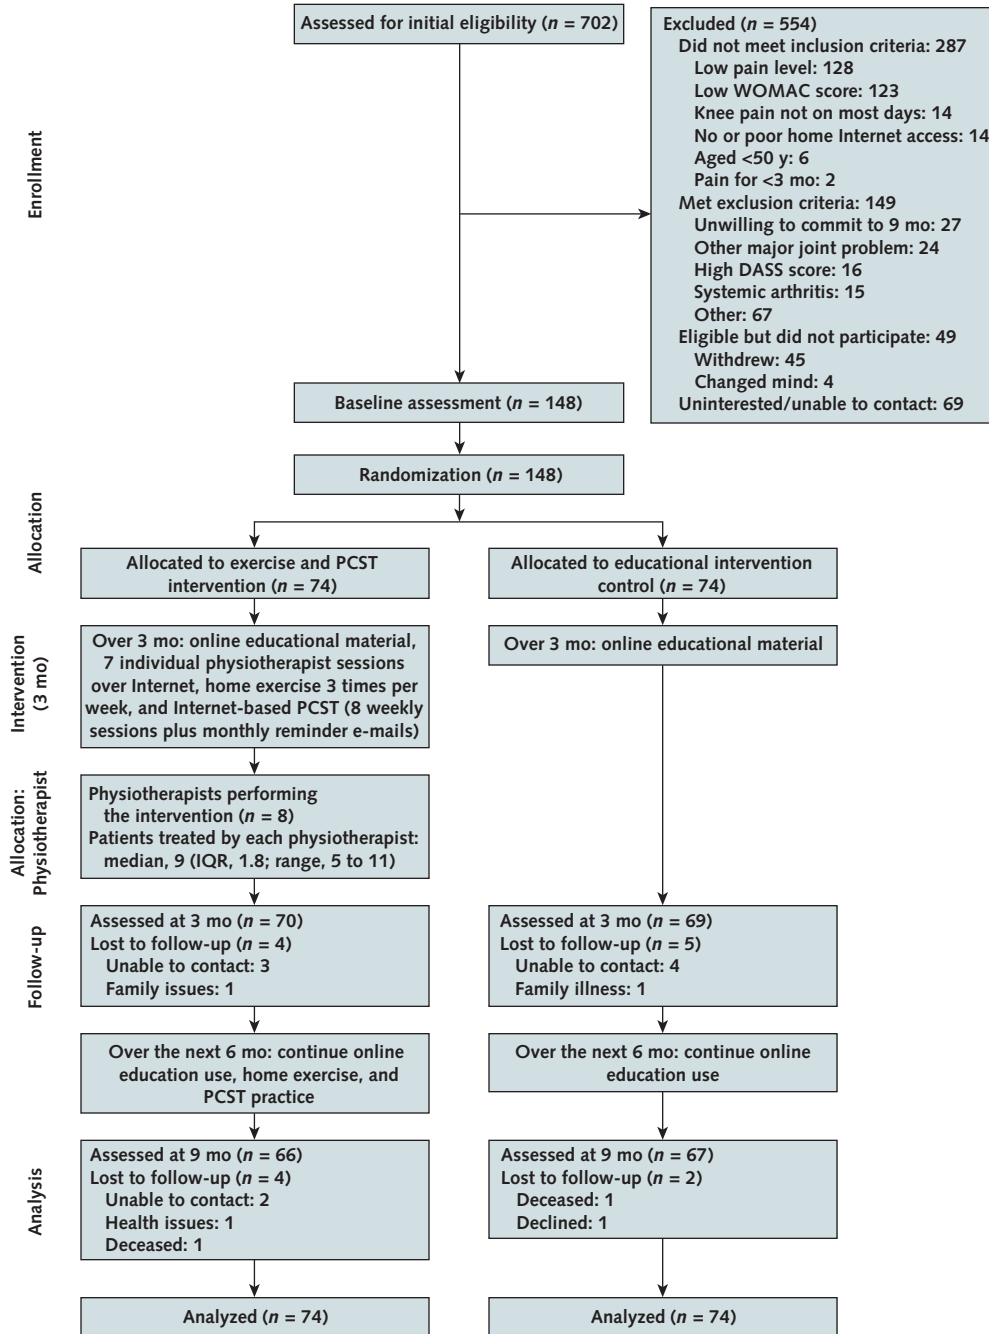 Assessed for initial eligibility (n = 702)
Excluded (n = 554)
Did not meet inclusion criteria: 287
Low pain level: 128
Low WOMAC score: 123
Knee pain not on most days: 14
No or poor home Internet access: 14
Aged <50 y: 6
Pain for <3 mo: 2
Met exclusion criteria: 149
Unwilling to commit to 9 mo: 27
Other major joint problem: 24
High DASS score: 16
Systemic arthritis: 15
Other: 67
Eligible but did not participate: 49
Withdrew: 45
Changed mind: 4
Uninterested/unable to contact: 69
Enrollment
Baseline assessment (n = 148)
Randomization (n = 148)
Allocation
Allocated to exercise and PCST
intervention (n = 74)
Allocated to educational intervention
control (n = 74)
Intervention
(3 mo)
Over 3 mo: online educational material,
7 individual physiotherapist sessions
over Internet, home exercise 3 times per
week, and Internet-based PCST (8 weekly
sessions plus monthly reminder e-mails)
Over 3 mo: online educational material
Allocation:
Physiotherapist
Physiotherapists performing
the intervention (n = 8)
Patients treated by each physiotherapist:
median, 9 (IQR, 1.8; range, 5 to 11)
Follow-up
Assessed at 3 mo (n = 70)
Lost to follow-up (n = 4)
Unable to contact: 3
Family issues: 1
Assessed at 3 mo (n = 69)
Lost to follow-up (n = 5)
Unable to contact: 4
Family illness: 1
Over the next 6 mo: continue online
education use, home exercise, and
PCST practice
Over the next 6 mo: continue online
education use
Analysis
Assessed at 9 mo (n = 66)
Lost to follow-up (n = 4)
Unable to contact: 2
Health issues: 1
Deceased: 1
Assessed at 9 mo (n = 67)
Lost to follow-up (n = 2)
Deceased: 1
Declined: 1
Analyzed (n = 74)
Analyzed (n = 74)